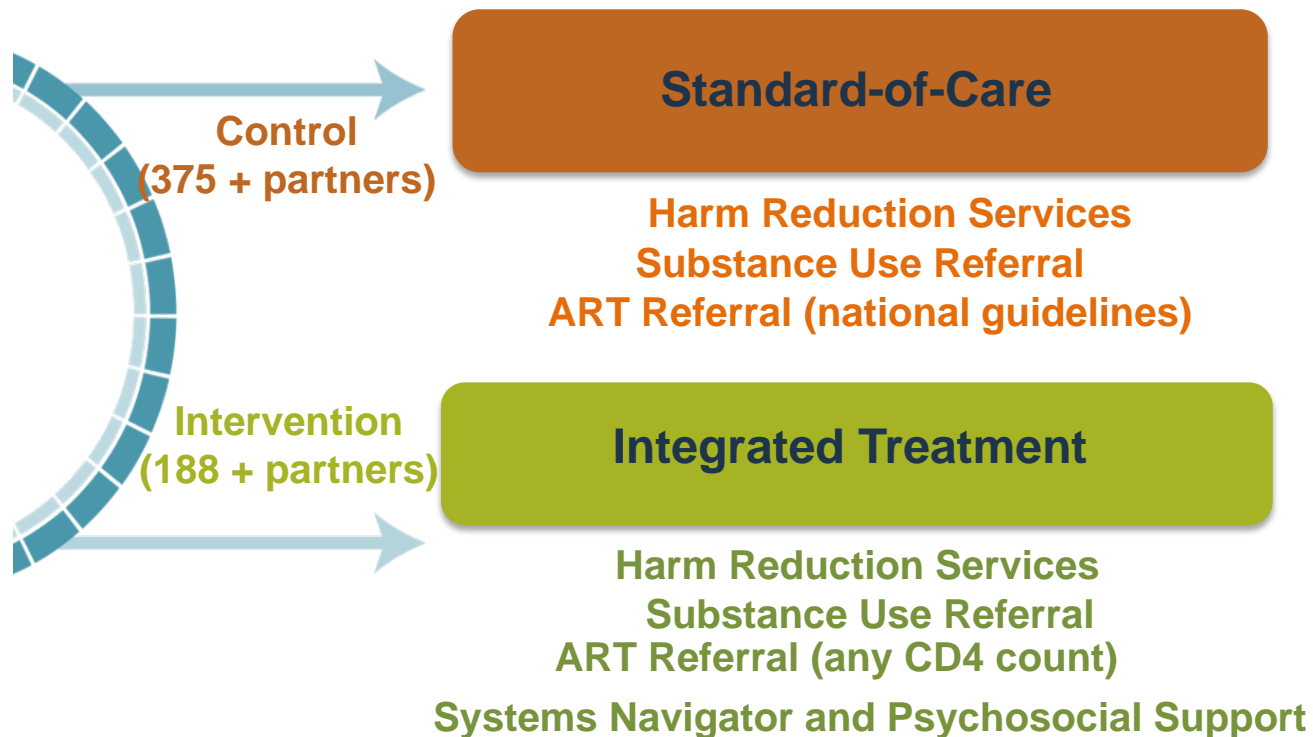 Standard-of-Care
Control
(375 + partners)
Harm Reduction Services
Substance Use Referral
ART Referral (national guidelines)
Intervention
(188 + partners)
Integrated Treatment
Harm Reduction Services
Substance Use Referral
ART Referral (any CD4 count)
Systems Navigator and Psychosocial Support